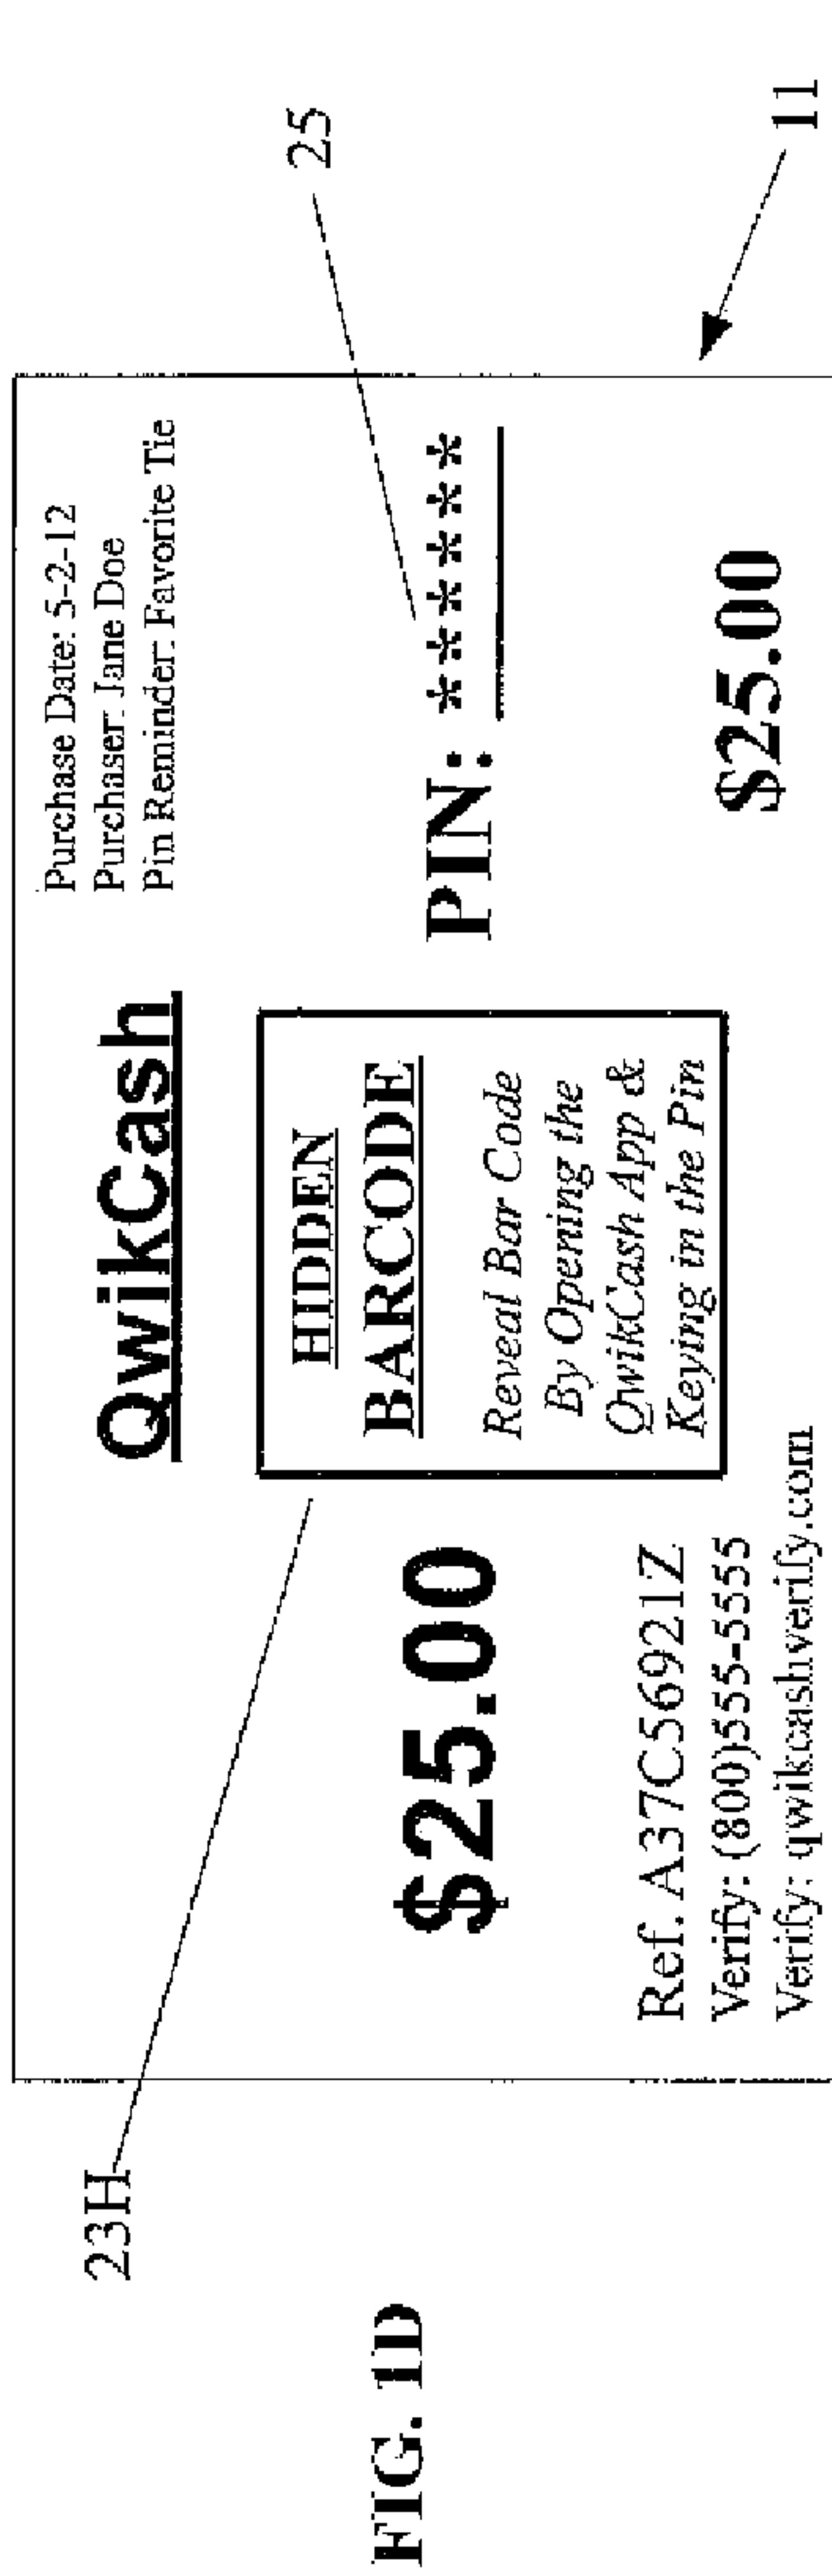 FIG. 1D
23H
25
11
QwikCash
Purchase Date: 5-2-12
Purchaser: Jane Doe
Pin Reminder: Favorite Tie
$25.00
HIDDEN
BARCODE
Reveal Bar Code
By Opening the
QwikCash App &
Keying in the Pin
PIN: ******
Ref. A37C56921Z
Verify: (800)555-5555
Verify: qwikcashverify.com
$25.00